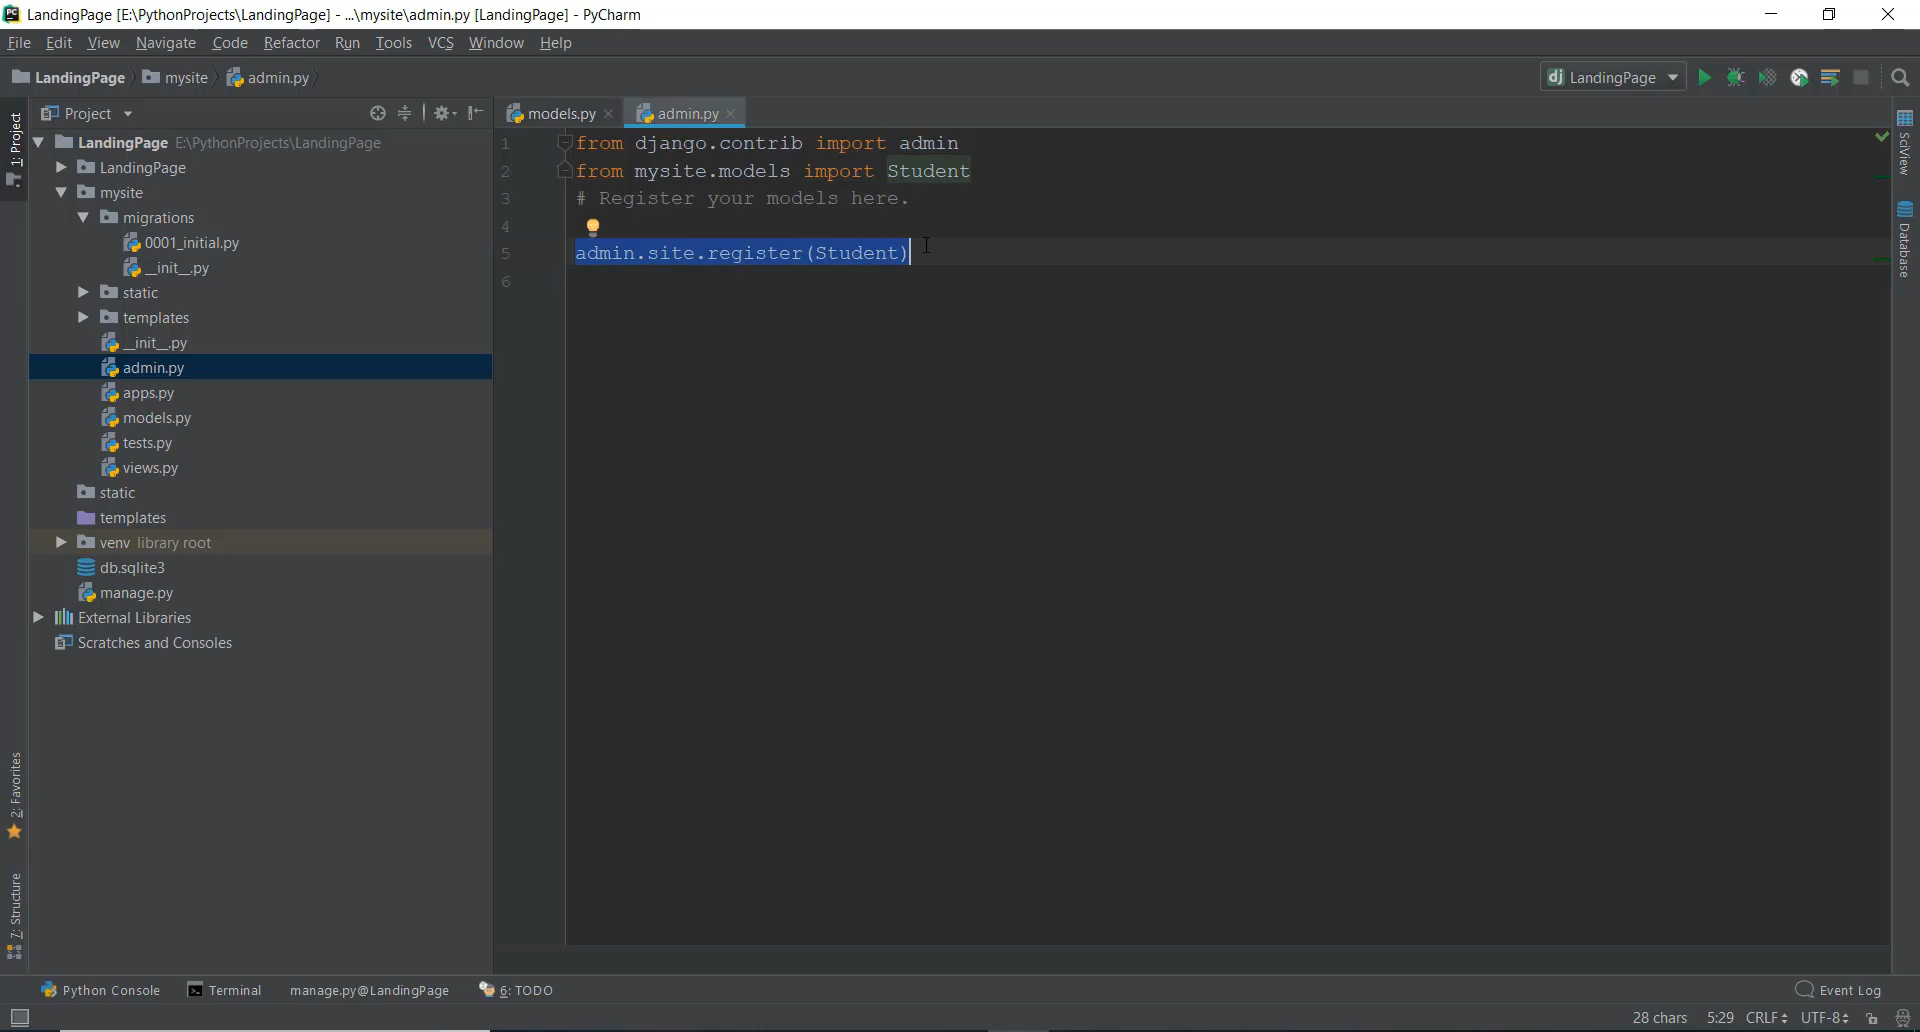 LandingPage [E:\PythonProjects\LandingPage] - ...\mysite\admin.py [LandingPage] - PyCharm
File Edit View Navigate Code Refactor Run Tools VCS Window Help
LandingPage mysite admin.py
dj LandingPage
1: Project
Project
models.py admin.py
LandingPage E:\PythonProjects\LandingPage
LandingPage
mysite
migrations
0001_initial.py
__init__.py
static
templates
__init__.py
admin.py
apps.py
models.py
tests.py
views.py
static
templates
venv library root
db.sqlite3
manage.py
External Libraries
Scratches and Consoles
1 from django.contrib import admin
2 from mysite.models import Student
3 # Register your models here.
4
5 admin.site.register(Student)
6
SciView
Database
2: Favorites
7: Structure
Python Console Terminal manage.py@LandingPage 6: TODO Event Log
28 chars 5:29 CRLF UTF-8